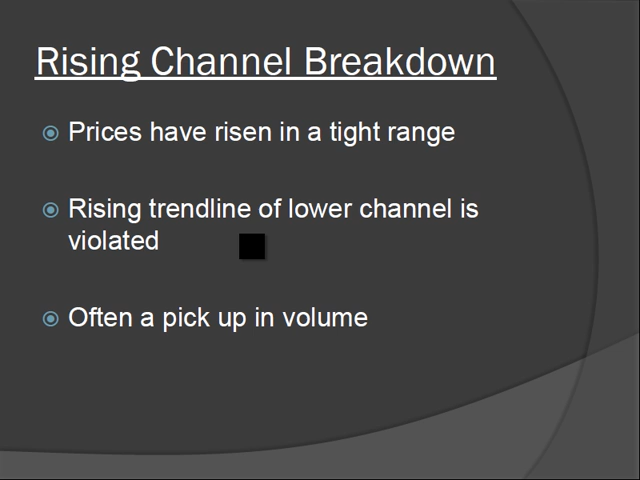 Rising Channel Breakdown
Prices have risen in a tight range
Rising trendline of lower channel is
violated
Often a pick up in volume